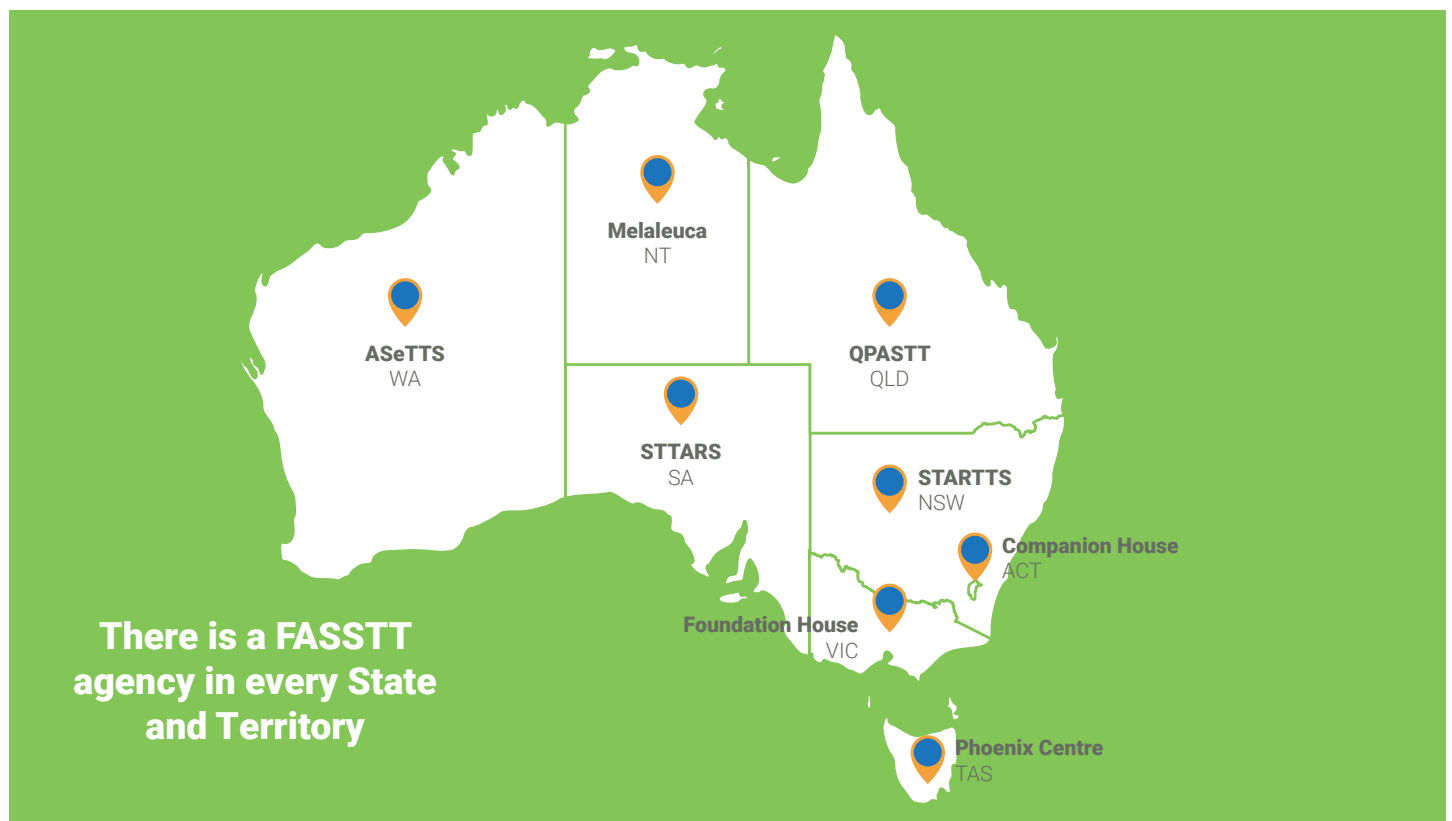 Melaleuca
NT
ASeTTS
WA
QPASTT
QLD
STTARS
SA
STARTTS
NSW
Companion House
ACT
Foundation House
VIC
There is a FASSTT
agency in every State
and Territory
Phoenix Centre
TAS